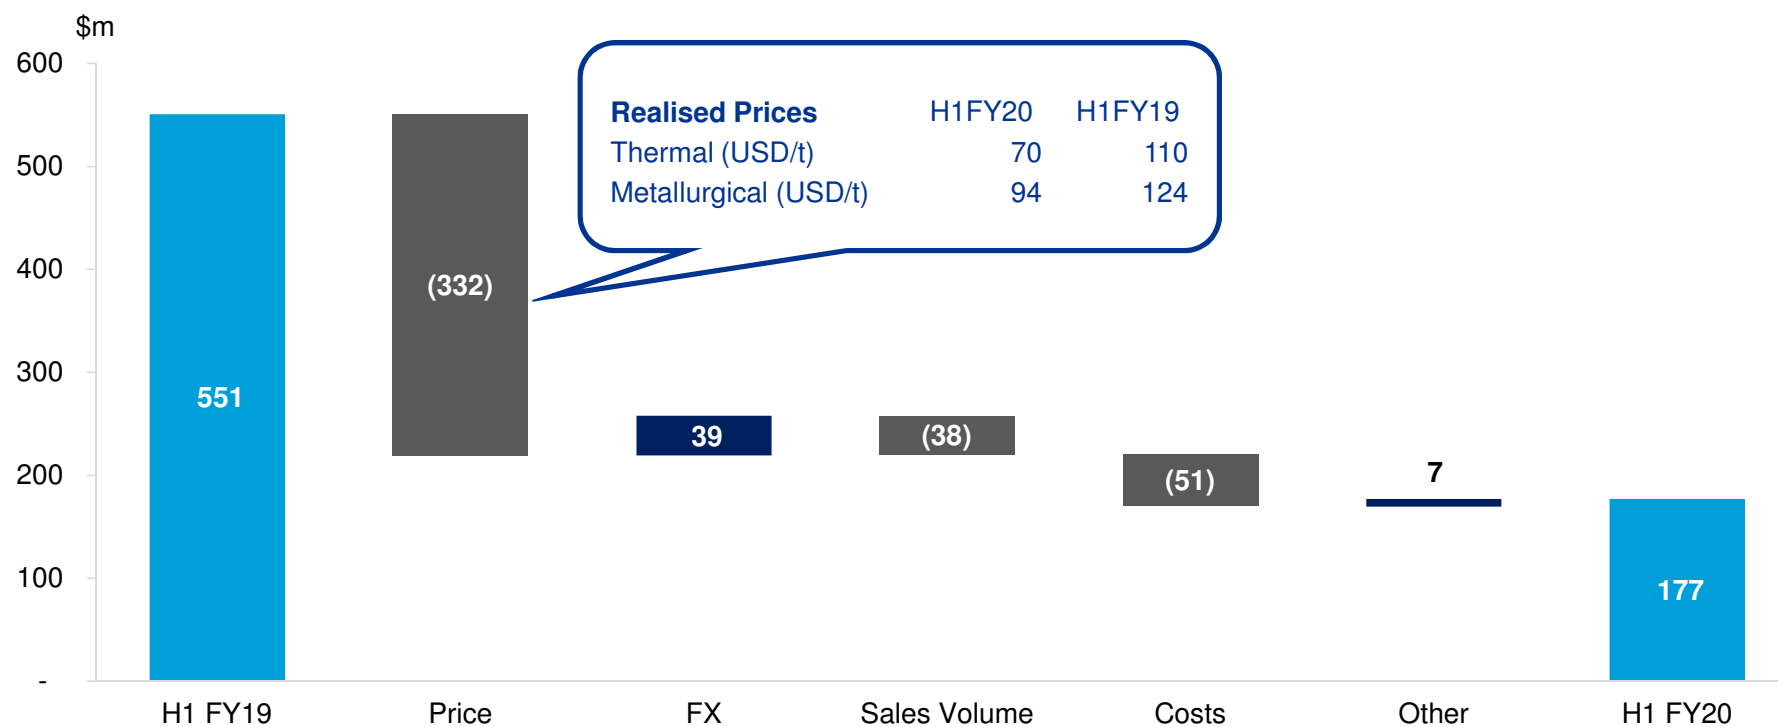 $m
600
500
400
300
200
100
-
Realised Prices H1FY20 H1FY19
Thermal (USD/t) 70 110
Metallurgical (USD/t) 94 124
551
(332)
39
(38)
(51)
7
177
H1 FY19 Price FX Sales Volume Costs Other H1 FY20